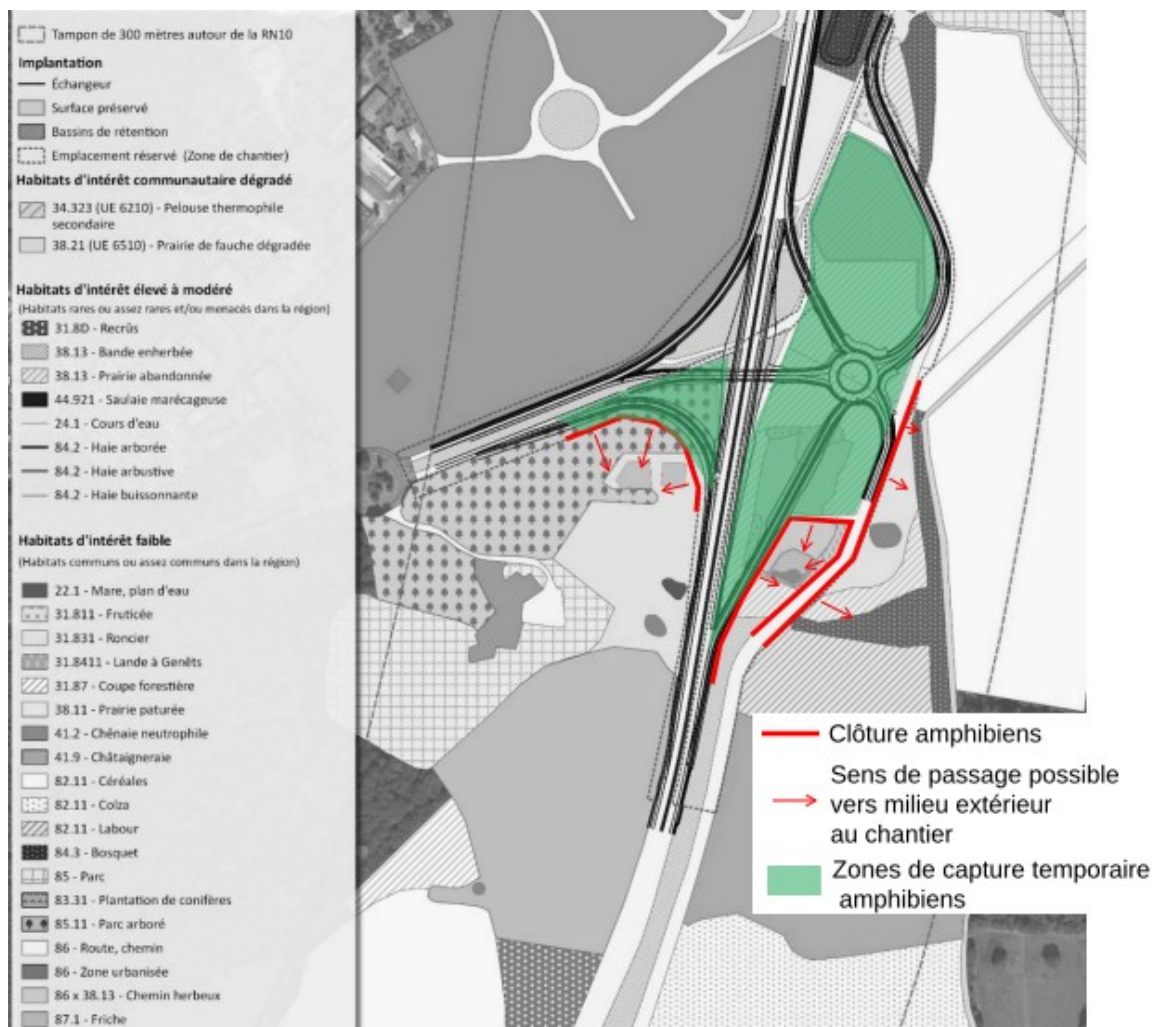 Tampon de 300 mètres autour de la RN10
Implantation
Échangeur
Surface préservé
Bassins de rétention
Emplacement réservé (Zone de chantier)
Habitats d'intérêt communautaire dégradé
34.323 (UE 6210) - Pelouse thermophile
secondaire
38.21 (UE 6510) - Prairie de fauche dégradée
Habitats d'intérêt élevé à modéré
(Habitats rares ou assez rares et/ou menacés dans la région)
31.8D - Recrûs
38.13 - Bande enherbée
38.13 - Prairie abandonnée
44.921 - Saulaie marécageuse
24.1 - Cours d'eau
84.2 - Haie arborée
84.2 - Haie arbustive
84.2 - Haie buissonnante
Habitats d'intérêt faible
(Habitats communs ou assez communs dans la région)
22.1 - Mare, plan d'eau
31.811 - Fruticée
31.831 - Roncier
31.8411 - Lande à Genêts
31.87 - Coupe forestière
38.11 - Prairie paturée
41.2 - Chênaie neutrophile
41.9 - Châtaigneraie
82.11 - Céréales
82.11 - Colza
82.11 - Labour
84.3 - Bosquet
85 - Parc
83.31 - Plantation de conifères
85.11 - Parc arboré
86 - Route, chemin
86 - Zone urbanisée
86 x 38.13 - Chemin herbeux
87.1 - Friche
Clôture amphibiens
Sens de passage possible
vers milieu extérieur
au chantier
Zones de capture temporaire
amphibiens